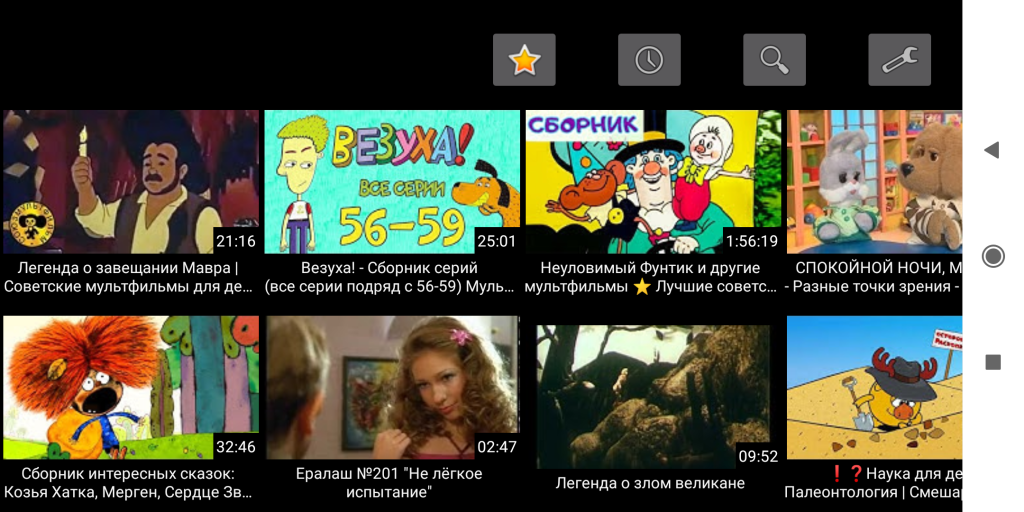 21:16
ВЕЗУХА!
ВСЕ СЕРИИ
56-59
25:01
СБОРНИК
1:56:19
Легенда о завещании Мавра |
Советские мультфильмы для де...
Везуха! - Сборник серий
(все серии подряд с 56-59) Муль...
Неуловимый Фунтик и другие
мультфильмы ⭐ Лучшие советс...
СПОКОЙНОЙ НОЧИ, М
- Разные точки зрения -
32:46
02:47
09:52
Сборник интересных сказок:
Козья Хатка, Мерген, Сердце Зв...
Ералаш №201 "Не лёгкое
испытание"
Легенда о злом великане
❗❓Наука для де
Палеонтология | Смеша